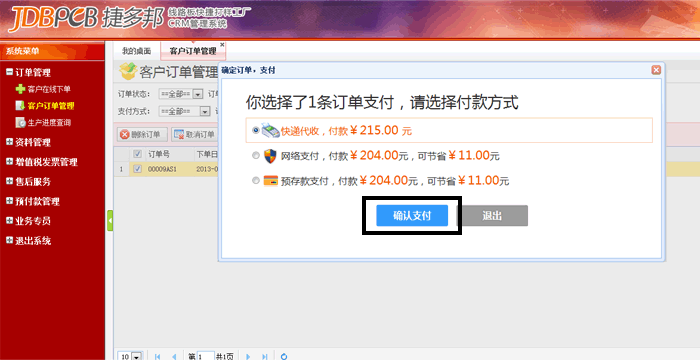 JDBPCB 捷多邦 线路板快捷打样工厂
CRM管理系统
系统菜单
我的桌面
客户订单管理
订单管理
客户在线下单
客户订单管理
生产进度查询
资料管理
增值税发票管理
售后服务
预付款管理
业务专员
退出系统
客户订单管理
订单状态： ==全部==
支付方式： ==全部==
删除订单 取消订单
订单号 下单日
1 00009AS1 2013-0
确定订单，支付
你选择了1条订单支付，请选择付款方式
快递代收，付款￥215.00 元
网络支付，付款￥204.00元，可节省￥11.00元
预存款支付，付款￥204.00元，可节省￥11.00元
确认支付 退出
10 第 1 共1页